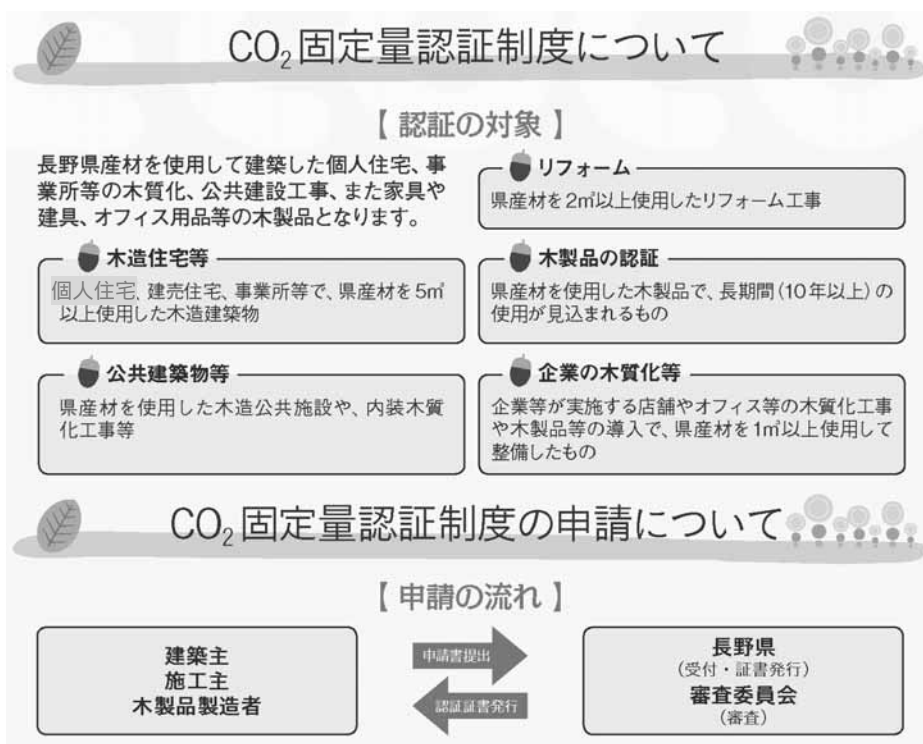 CO₂固定量認証制度について
【 認証の対象 】
長野県産材を使用して建築した個人住宅、事
業所等の木質化、公共建設工事、また家具や
建具、オフィス用品等の木製品となります。
リフォーム
県産材を2㎥以上使用したリフォーム工事
木造住宅等
個人住宅、建売住宅、事業所等で、県産材を5㎥
以上使用した木造建築物
木製品の認証
県産材を使用した木製品で、長期間(10年以上)の
使用が見込まれるもの
公共建築物等
県産材を使用した木造公共施設や、内装木質
化工事等
企業の木質化等
企業等が実施する店舗やオフィス等の木質化工事
や木製品等の導入で、県産材を1㎥以上使用して
整備したもの
CO₂固定量認証制度の申請について
【 申請の流れ 】
建築主
施工主
木製品製造者
申請書提出
認証証書発行
長野県
(受付・証書発行)
審査委員会
(審査)